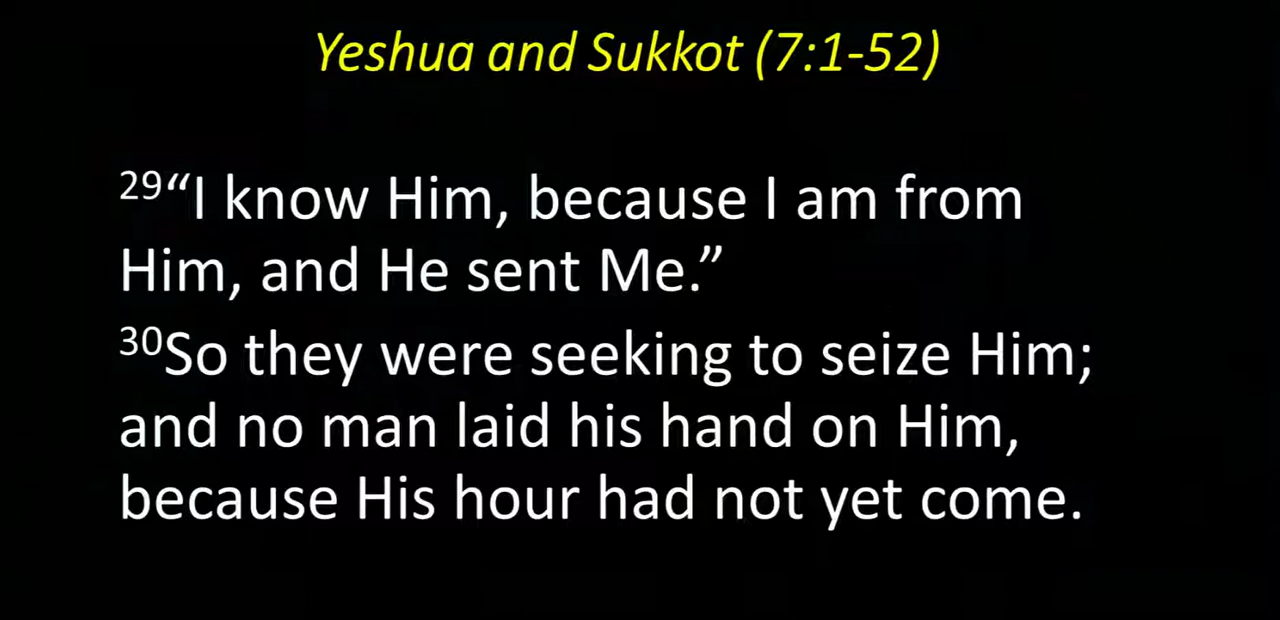 Yeshua and Sukkot (7:1-52)
²⁹“I know Him, because I am from
Him, and He sent Me.”
³⁰So they were seeking to seize Him;
and no man laid his hand on Him,
because His hour had not yet come.